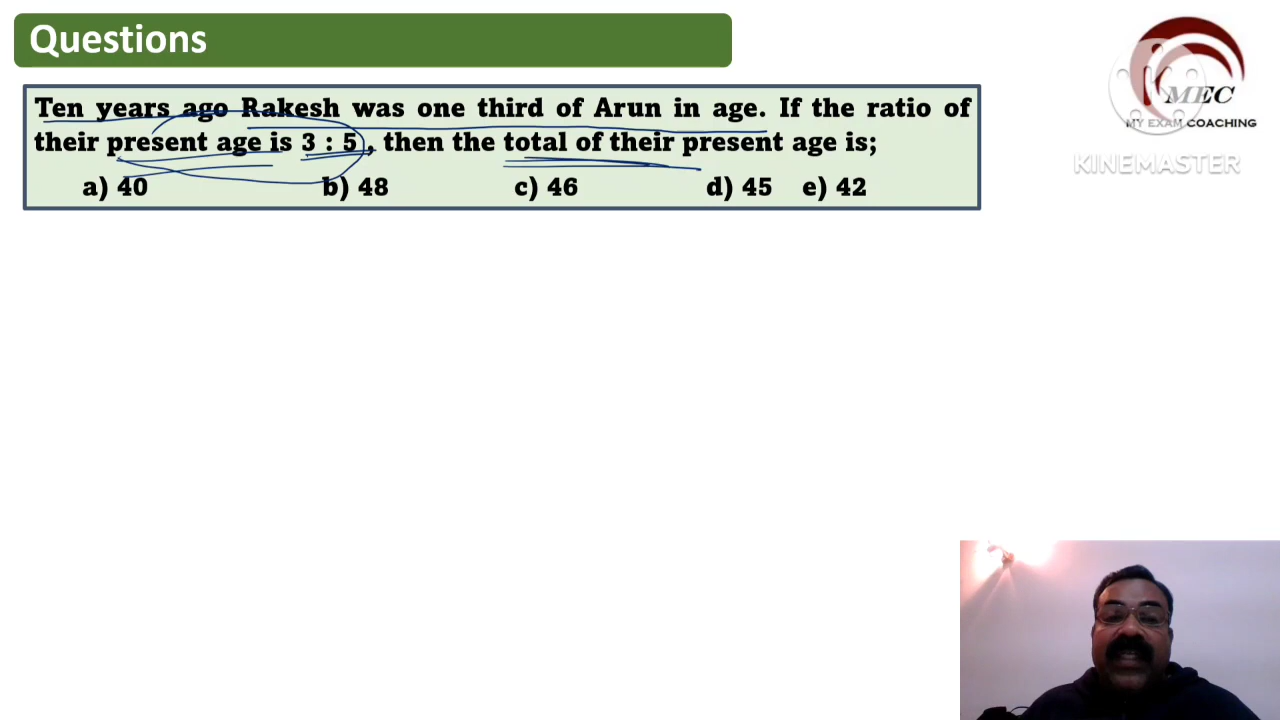 Questions
Ten years ago Rakesh was one third of Arun in age. If the ratio of
their present age is 3 : 5, then the total of their present age is;
a) 40 b) 48 c) 46 d) 45 e) 42
MEC
MY EXAM COACHING
KINEMASTER